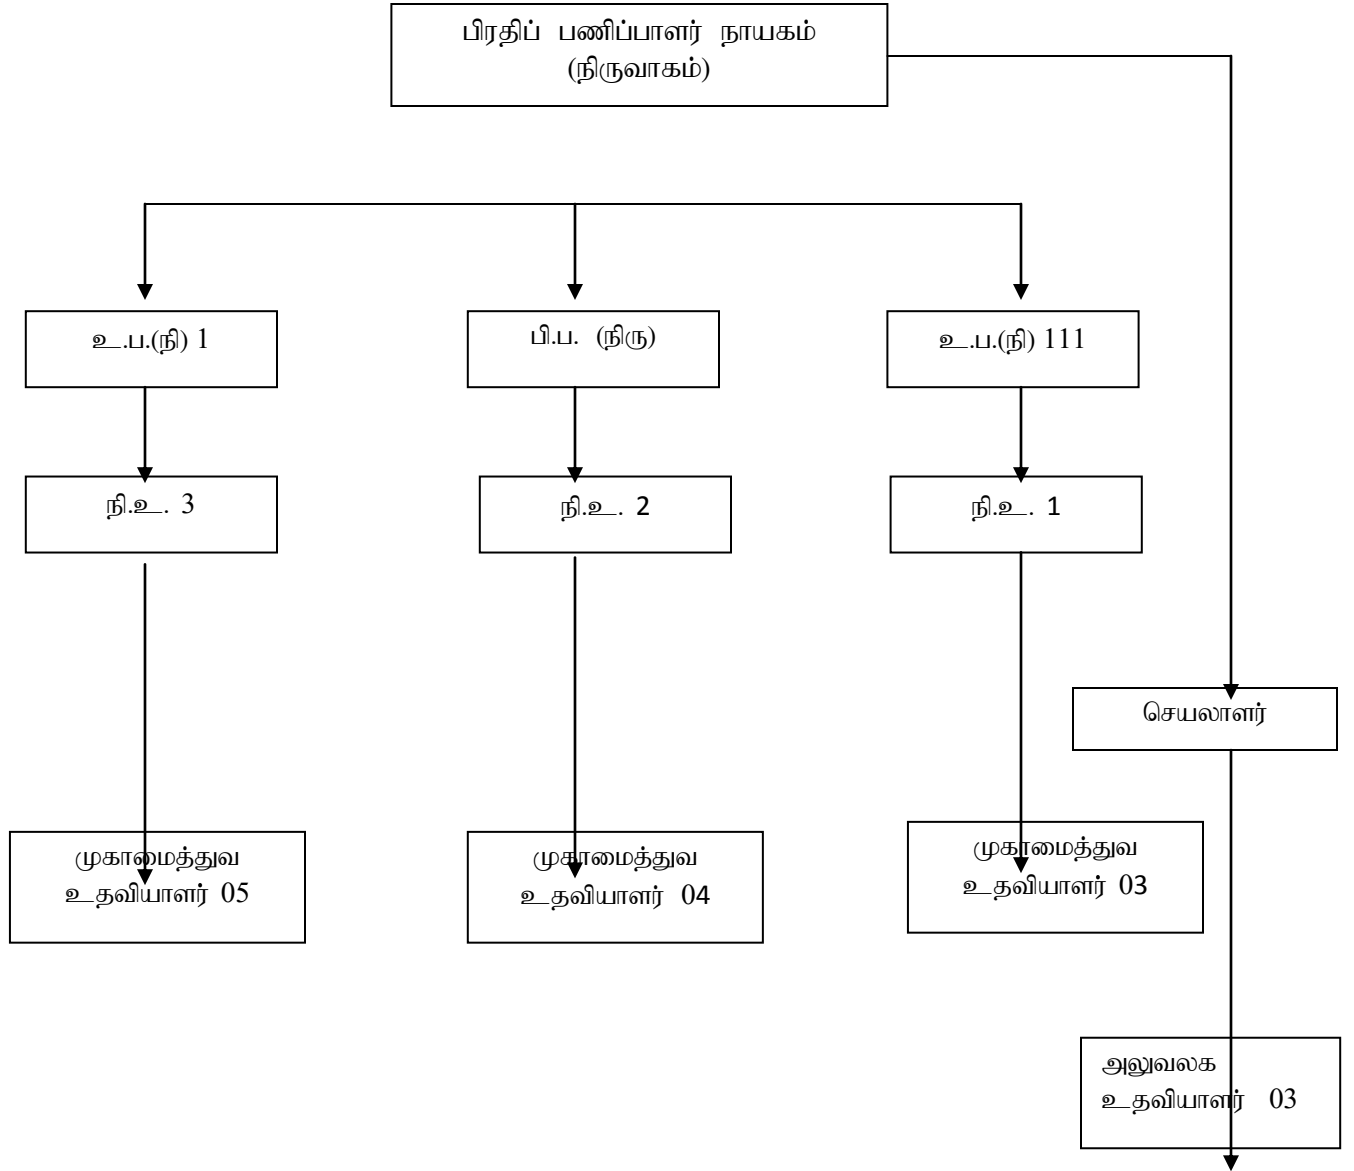 பிரதிப் பணிப்பாளர் நாயகம்
(நிருவாகம்)
உ.ப.(நி) 1
பி.ப. (நிரு)
உ.ப.(நி) 111
நி.உ. 3
நி.உ. 2
நி.உ. 1
செயலாளர்
முகாமைத்துவ
உதவியாளர் 05
முகாமைத்துவ
உதவியாளர் 04
முகாமைத்துவ
உதவியாளர் 03
அலுவலக
உதவியாளர் 03